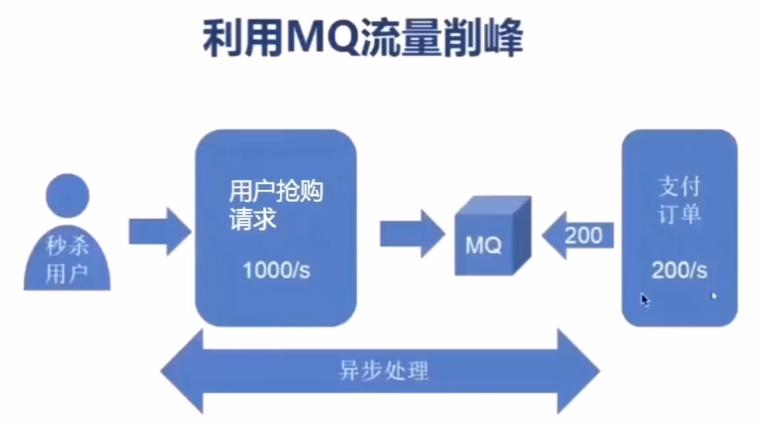 利用MQ流量削峰
秒杀
用户
用户抢购
请求
1000/s
MQ
200
支付
订单
200/s
异步处理